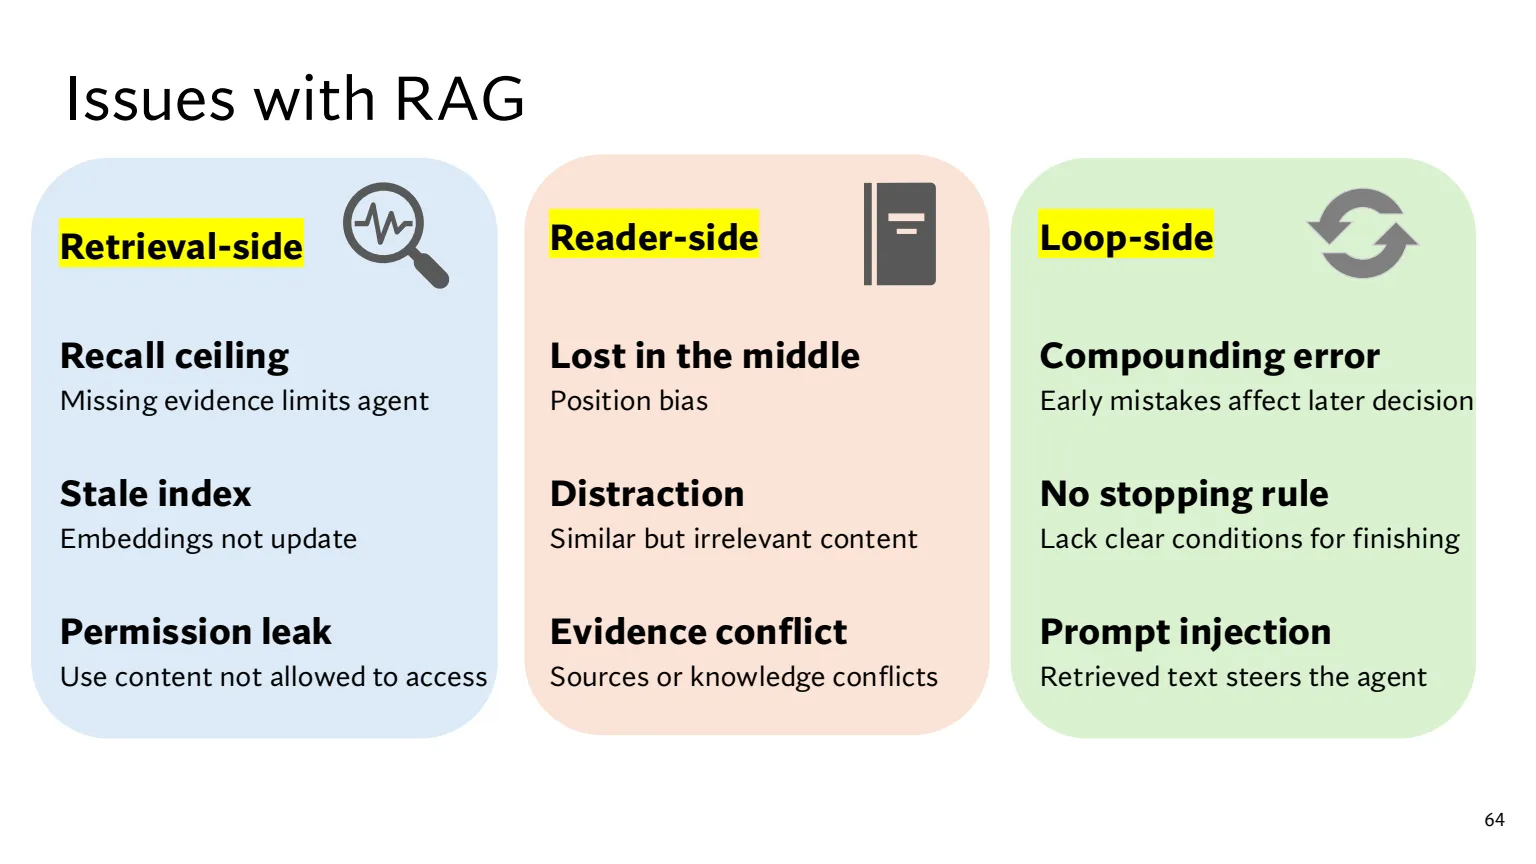 Issues with RAG
Retrieval-side
Recall ceiling
Missing evidence limits agent
Stale index
Embeddings not update
Permission leak
Use content not allowed to access
Reader-side
Lost in the middle
Position bias
Distraction
Similar but irrelevant content
Evidence conflict
Sources or knowledge conflicts
Loop-side
Compounding error
Early mistakes affect later decision
No stopping rule
Lack clear conditions for finishing
Prompt injection
Retrieved text steers the agent
64